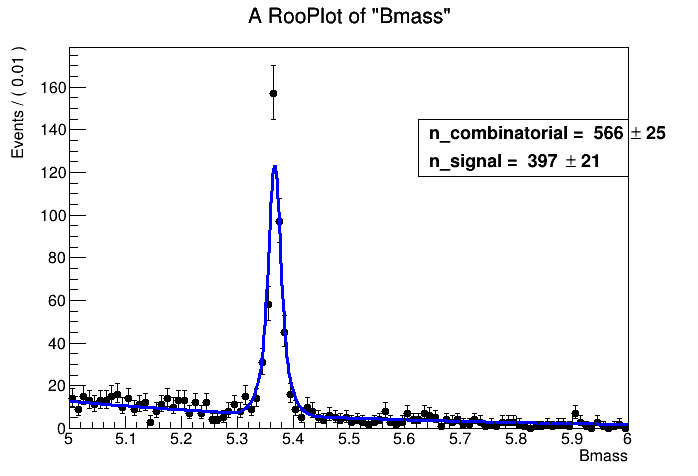 A RooPlot of "Bmass"
Events / ( 0.01 )
160
140
120
100
80
60
40
20
0
n_combinatorial = 566 ± 25
n_signal = 397 ± 21
5 5.1 5.2 5.3 5.4 5.5 5.6 5.7 5.8 5.9 6
Bmass